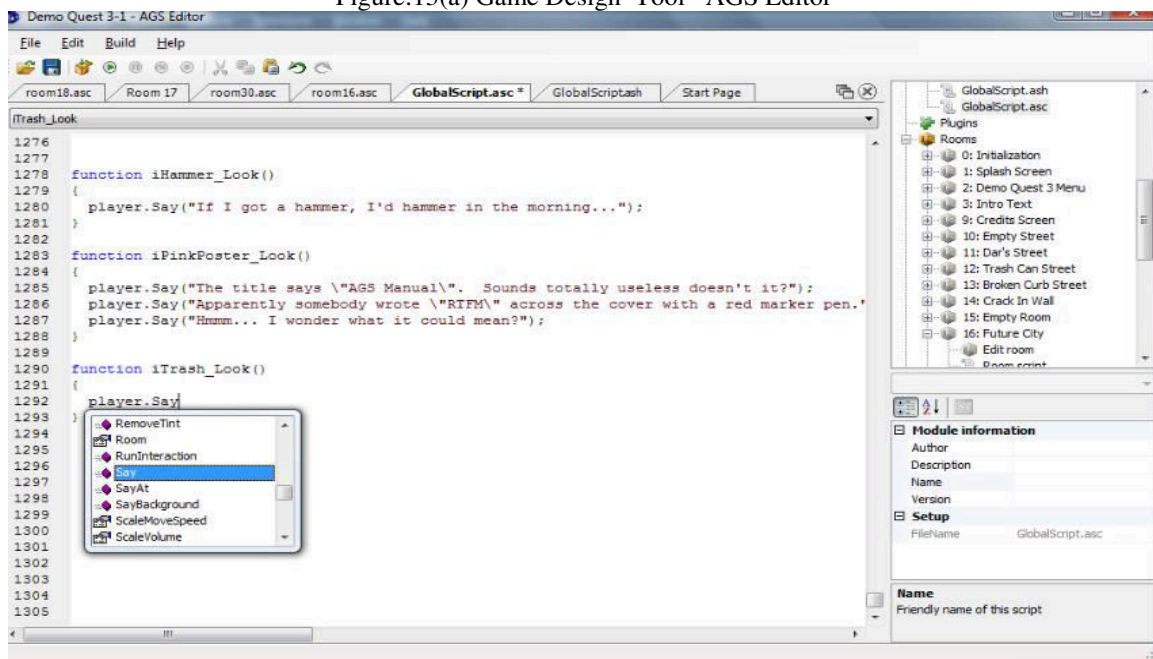 Figure.15(a) Game Design Tool AGS Editor
Demo Quest 3-1 - AGS Editor
File Edit Build Help
room18.asc Room 17 room30.asc room16.asc GlobalScript.asc * GlobalScript.ash Start Page
iTrash_Look
1276
1277
1278 function iHammer_Look()
1279 {
1280 player.Say("If I got a hammer, I'd hammer in the morning...");
1281 }
1282
1283 function iPinkPoster_Look()
1284 {
1285 player.Say("The title says \"AGS Manual\". Sounds totally useless doesn't it?");
1286 player.Say("Apparently somebody wrote \"RTFM\" across the cover with a red marker pen.'
1287 player.Say("Hmmm... I wonder what it could mean?");
1288 }
1289
1290 function iTrash_Look()
1291 {
1292 player.Say
1293 }
1294
1295
1296
1297
1298
1299
1300
1301
1302
1303
1304
1305
RemoveTint
Room
RunInteraction
Say
SayAt
SayBackground
ScaleMoveSpeed
ScaleVolume
GlobalScript.ash
GlobalScript.asc
Plugins
Rooms
0: Initialization
1: Splash Screen
2: Demo Quest 3 Menu
3: Intro Text
9: Credits Screen
10: Empty Street
11: Dar's Street
12: Trash Can Street
13: Broken Curb Street
14: Crack In Wall
15: Empty Room
16: Future City
Edit room
Room script
Module information
Author
Description
Name
Version
Setup
FileName GlobalScript.asc
Name
Friendly name of this script